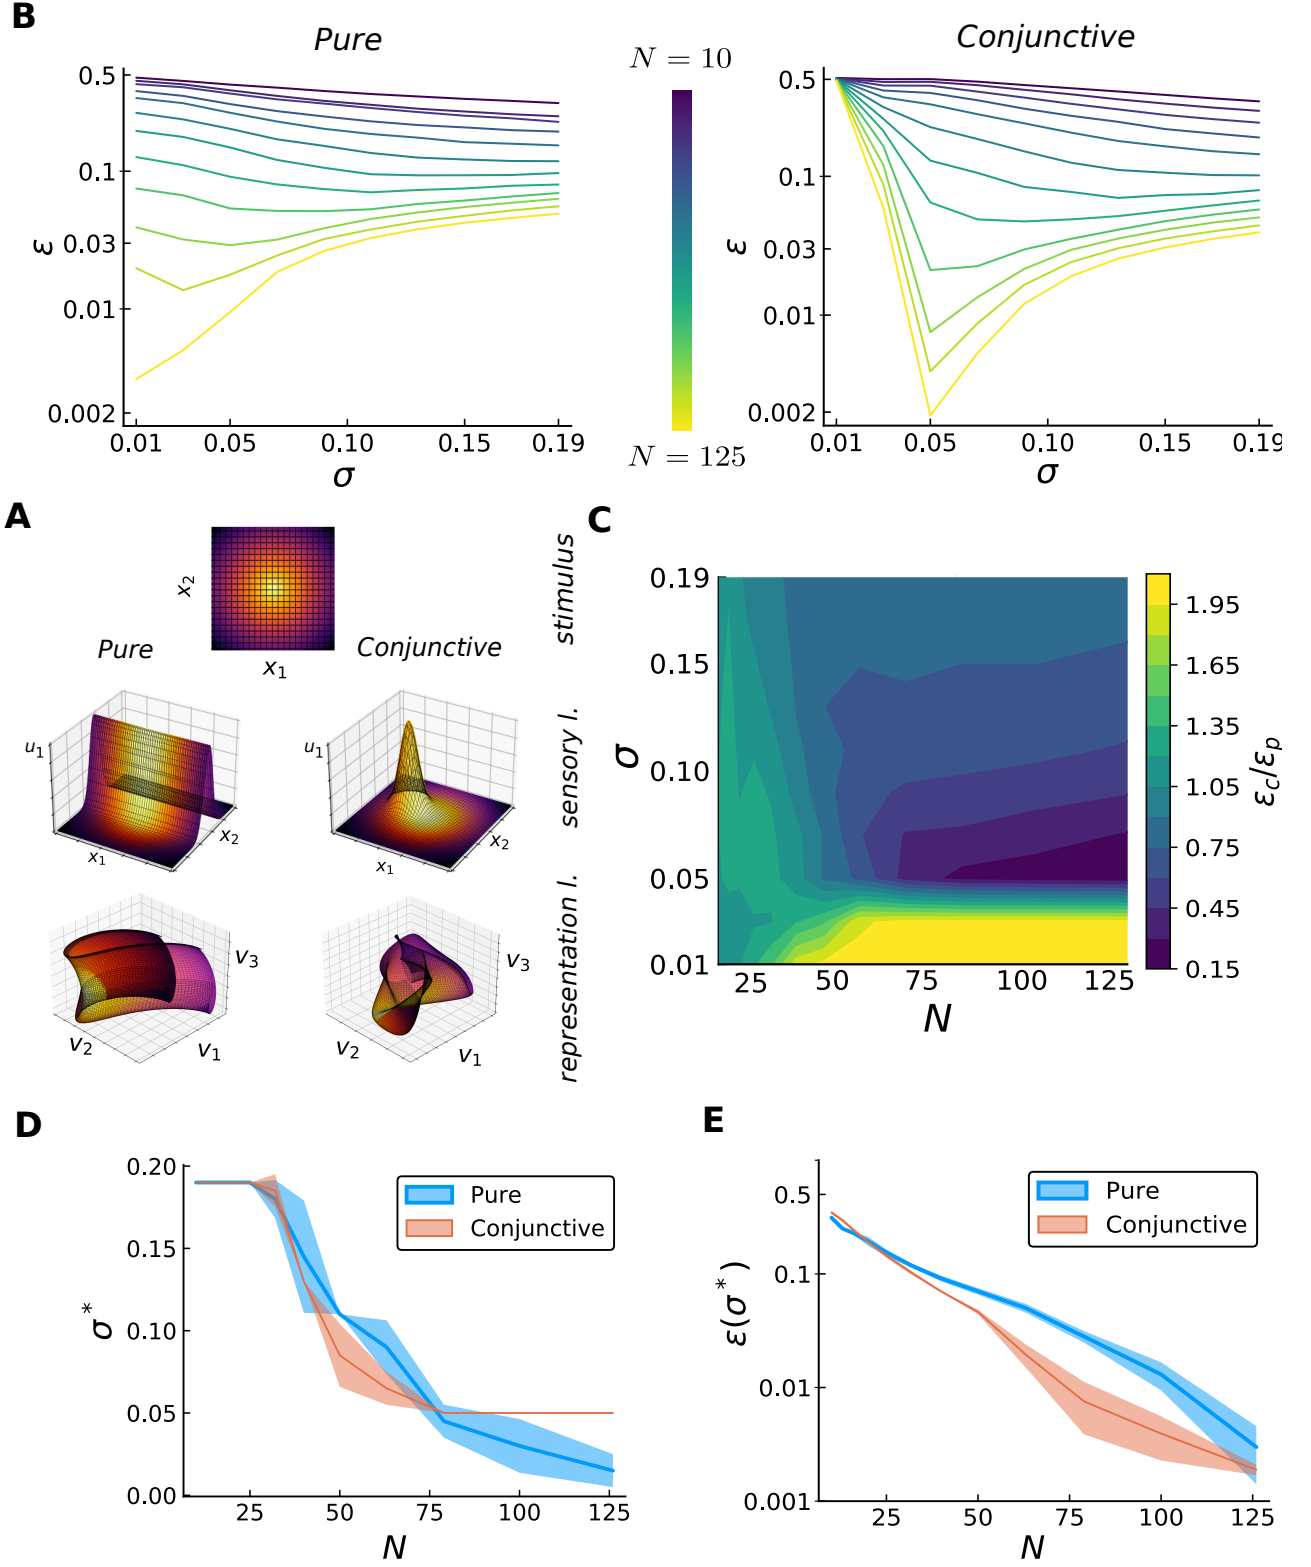 B
Pure
N = 10
Conjunctive
0.5
0.1
0.03
0.01
0.002
ε
0.01 0.05 0.10 0.15 0.19
σ
N = 125
0.5
0.1
0.03
0.01
0.002
ε
0.01 0.05 0.10 0.15 0.19
σ
A
x2
x1
stimulus
Pure
Conjunctive
u1
x1
x2
u1
x1
x2
sensory l.
v3
v2
v1
v3
v2
v1
representation l.
C
0.19
0.15
0.10
0.05
0.01
σ
25 50 75 100 125
N
1.95
1.65
1.35
1.05
0.75
0.45
0.15
εc/εp
D
0.20
0.15
0.10
0.05
0.00
σ*
Pure
Conjunctive
25 50 75 100 125
N
E
0.5
0.1
0.01
0.001
ε(σ*)
Pure
Conjunctive
25 50 75 100 125
N